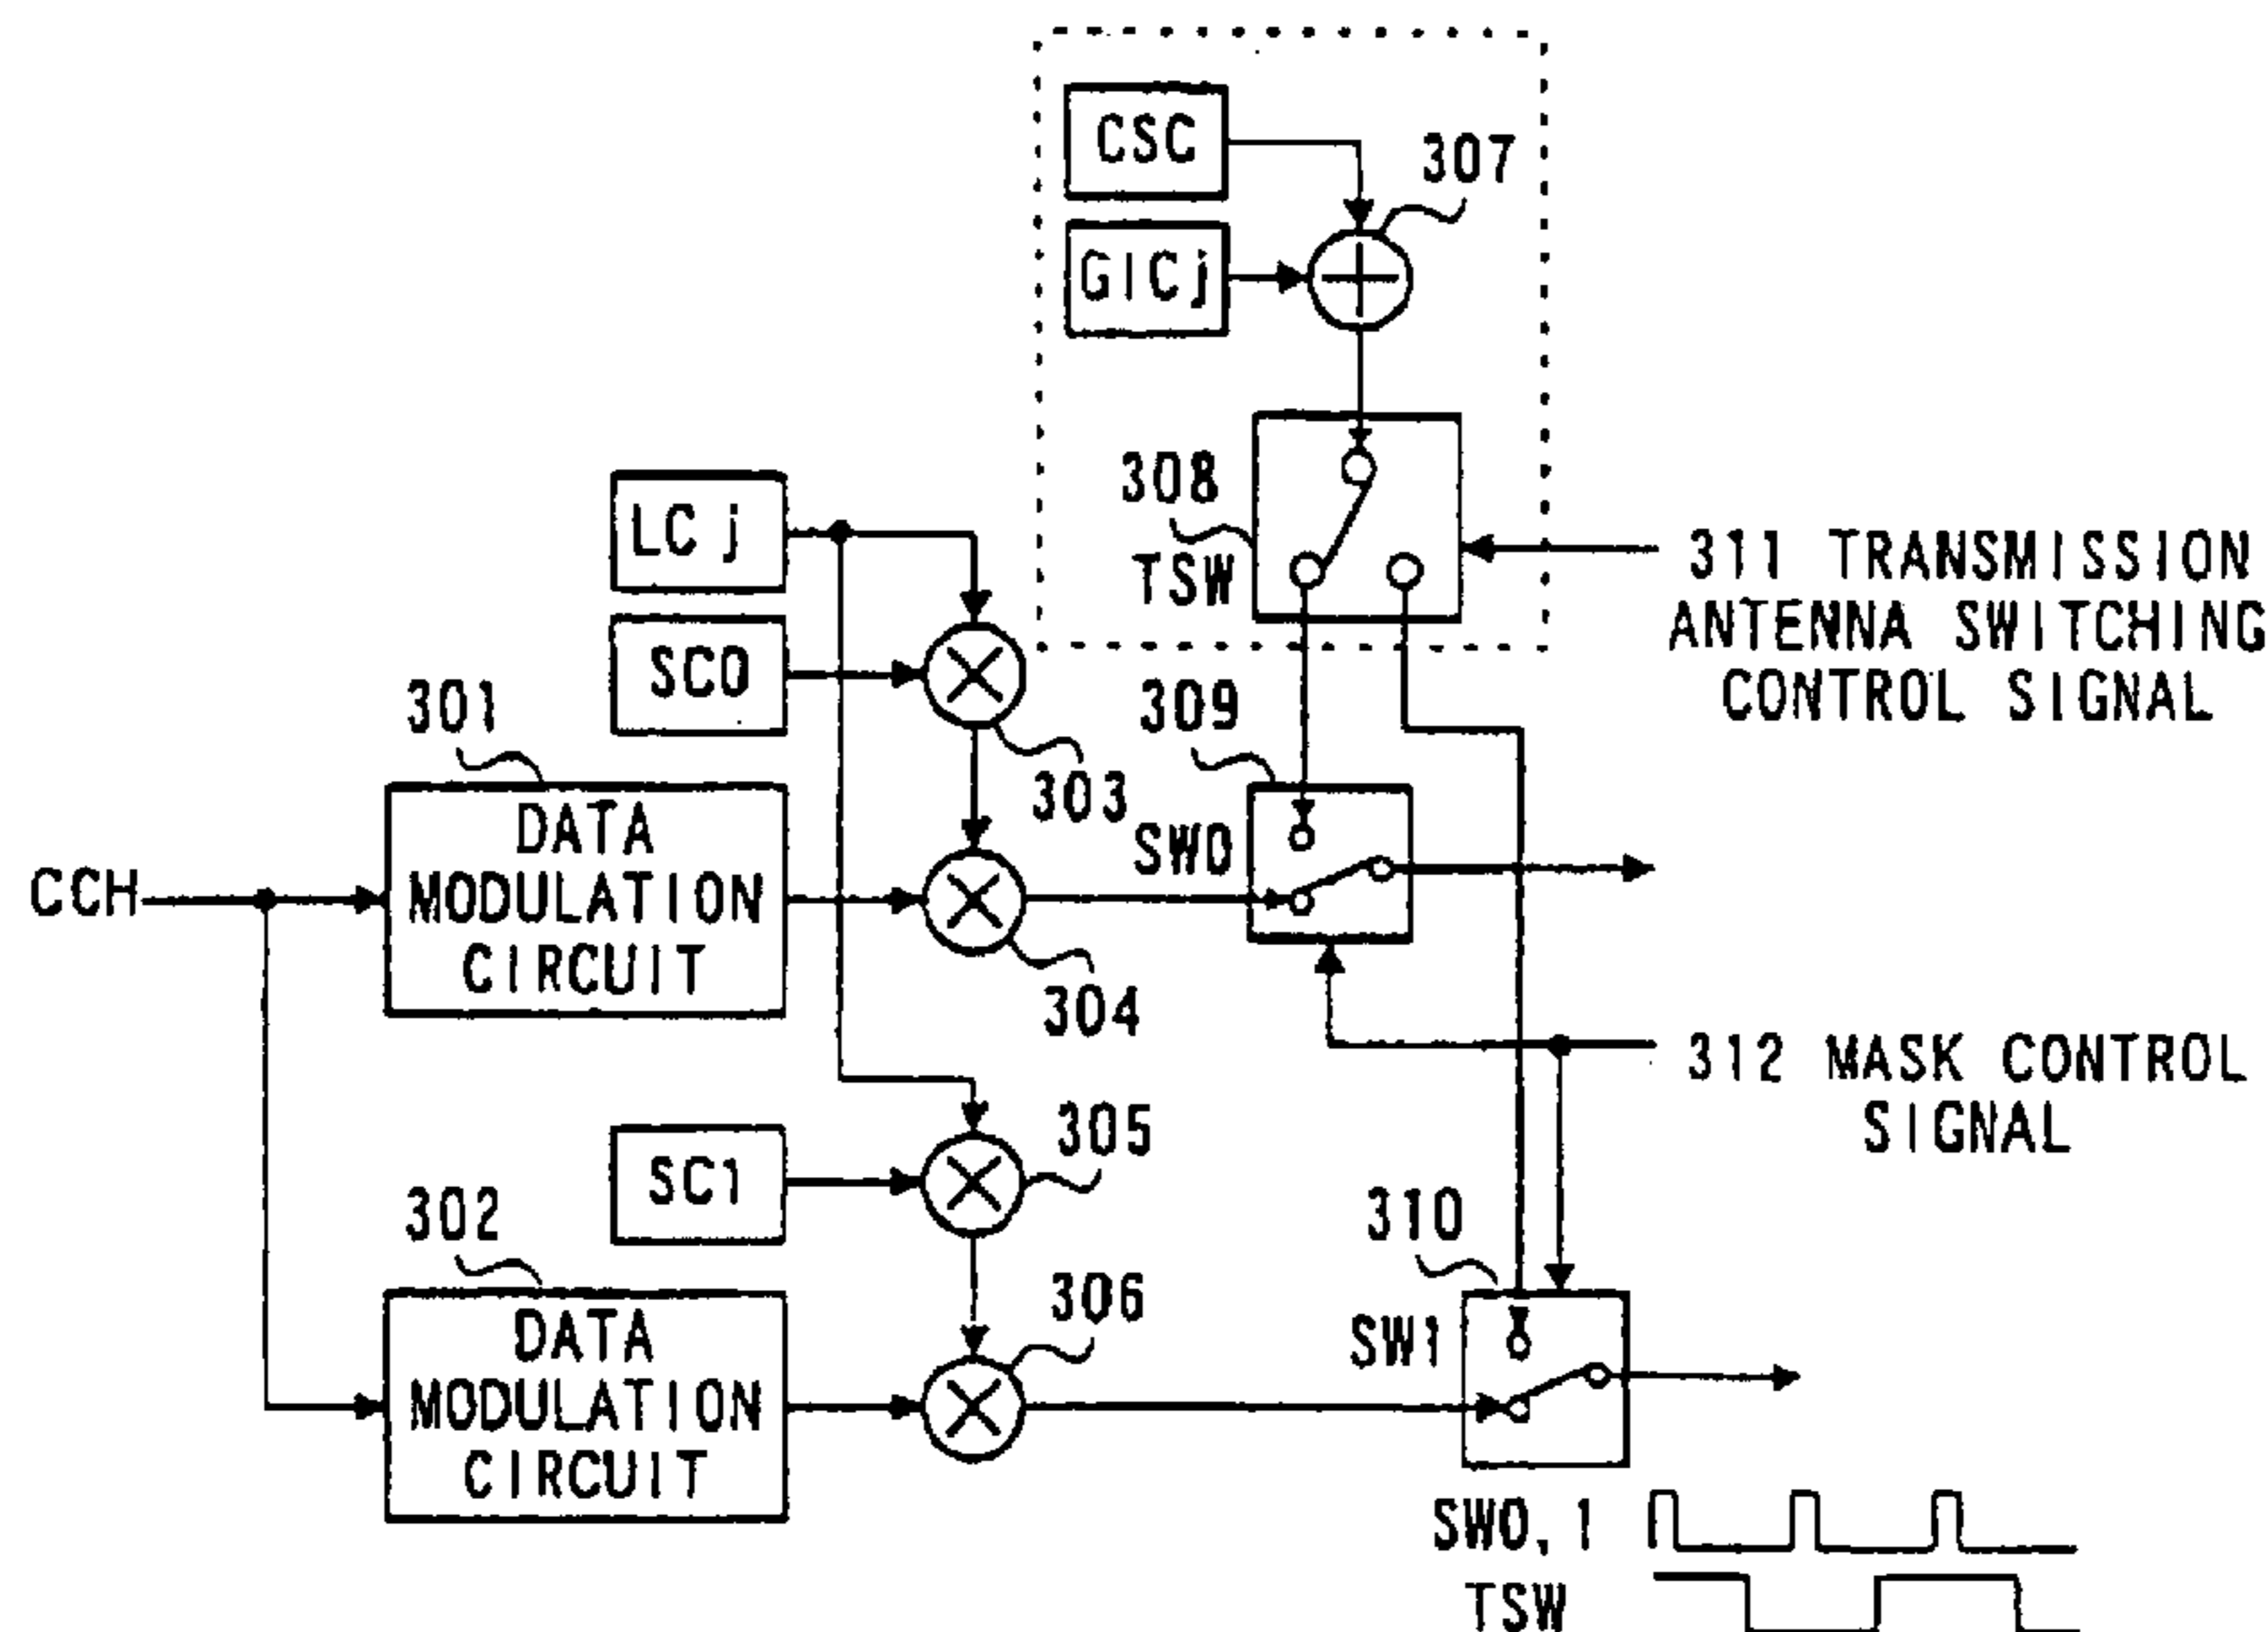 CSC
307
GICj
308
TSW
311 TRANSMISSION
ANTENNA SWITCHING
CONTROL SIGNAL
LCj
SC0
301
303
309
SW0
DATA
MODULATION
CIRCUIT
CCH
304
312 MASK CONTROL
SIGNAL
SC1
305
302
306
310
SW1
DATA
MODULATION
CIRCUIT
SW0,1
TSW